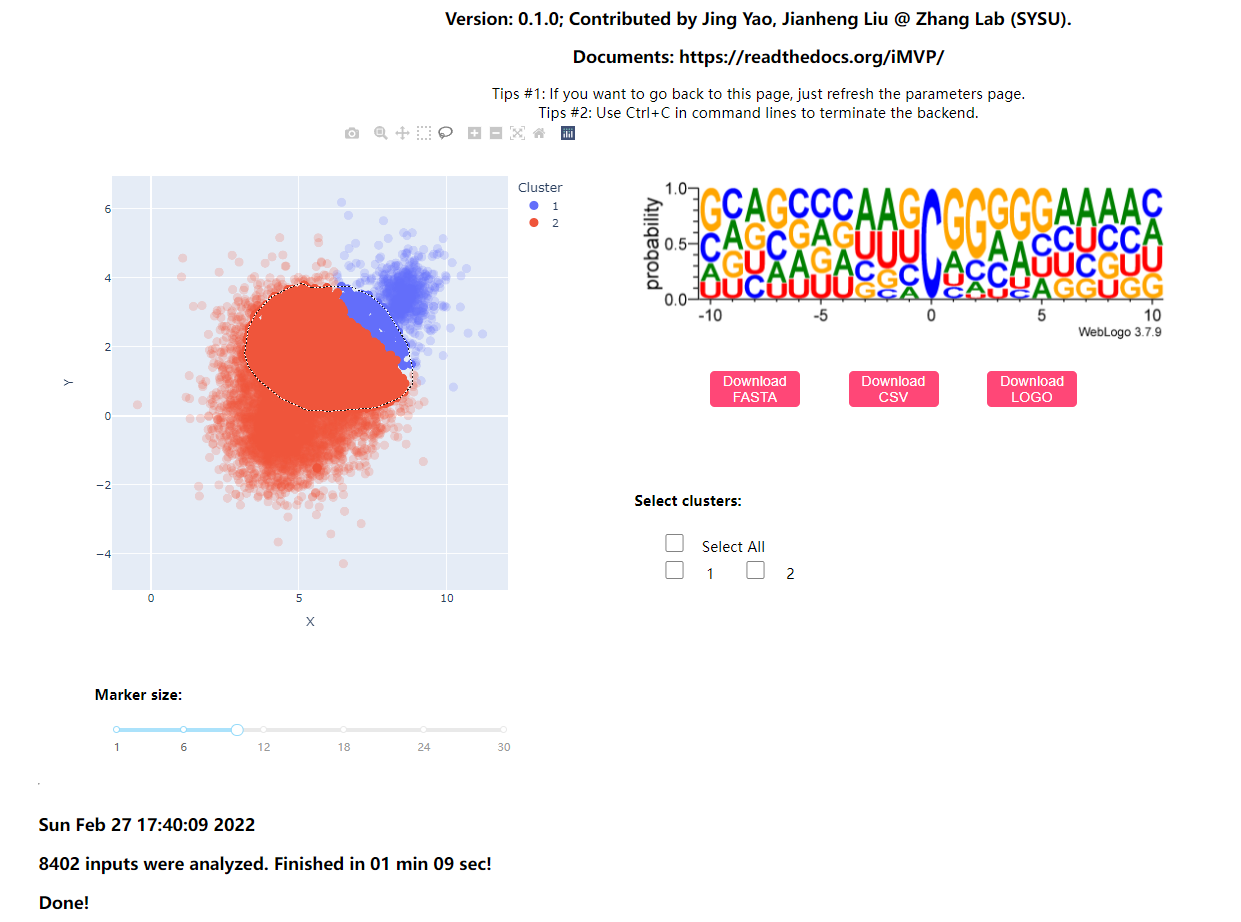 Version: 0.1.0; Contributed by Jing Yao, Jianheng Liu @ Zhang Lab (SYSU).
Documents: https://readthedocs.org/iMVP/
Tips #1: If you want to go back to this page, just refresh the parameters page.
Tips #2: Use Ctrl+C in command lines to terminate the backend.
Cluster
1
2
6
4
2
0
−2
−4
Y
0 5 10
X
probability
1.0
0.5
0.0
GCAGCCCAAGCGGGGGAAAAC
CAGCGAGUUUGAGAACCUCCA
-10 -5 0 5 10
WebLogo 3.7.9
Download FASTA
Download CSV
Download LOGO
Select clusters:
Select All
1 2
Marker size:
1 6 12 18 24 30
Sun Feb 27 17:40:09 2022
8402 inputs were analyzed. Finished in 01 min 09 sec!
Done!